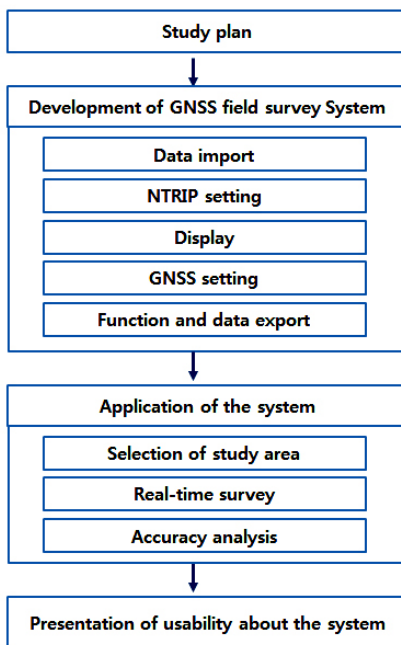 Study plan
Development of GNSS field survey System
Data import
NTRIP setting
Display
GNSS setting
Function and data export
Application of the system
Selection of study area
Real-time survey
Accuracy analysis
Presentation of usability about the system